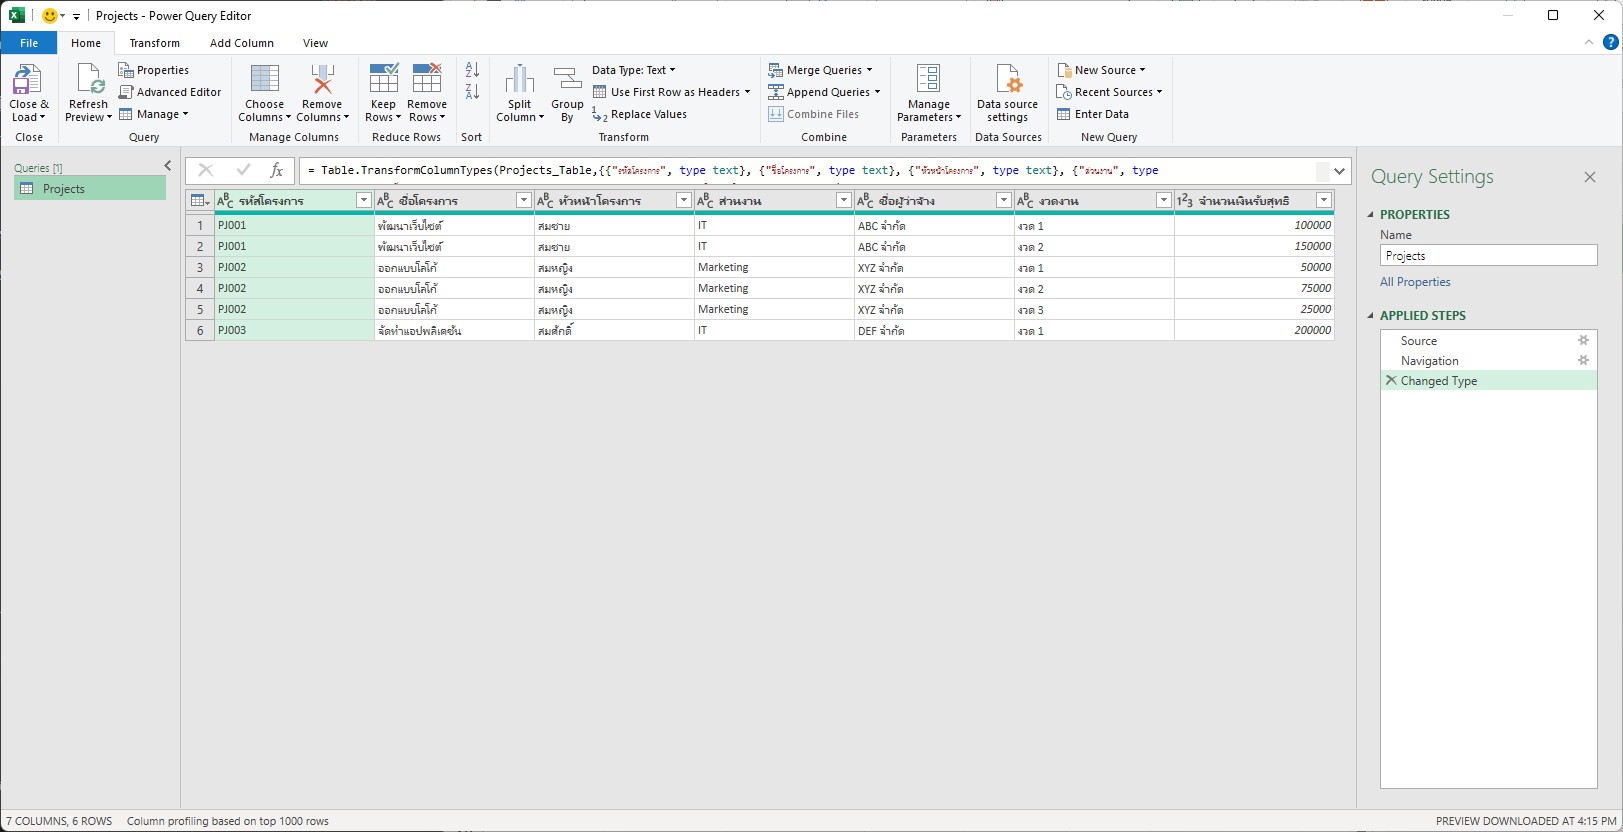 Projects - Power Query Editor
File Home Transform Add Column View
Close & Load
Close
Refresh Preview
Properties
Advanced Editor
Manage
Query
Choose Columns
Remove Columns
Manage Columns
Keep Rows
Remove Rows
Reduce Rows
Sort
Split Column
Group By
Data Type: Text
Use First Row as Headers
Replace Values
Transform
Merge Queries
Append Queries
Combine Files
Combine
Manage Parameters
Parameters
Data source settings
Data Sources
New Source
Recent Sources
Enter Data
New Query
Queries [1]
Projects
= Table.TransformColumnTypes(Projects_Table,{{"รหัสโครงการ", type text}, {"ชื่อโครงการ", type text}, {"หัวหน้าโครงการ", type text}, {"ส่วนงาน", type
รหัสโครงการ ชื่อโครงการ หัวหน้าโครงการ ส่วนงาน ชื่อผู้ว่าจ้าง งวดงาน จำนวนเงินรับสุทธิ
1 PJ001 พัฒนาเว็บไซต์ สมชาย IT ABC จำกัด งวด 1 100000
2 PJ001 พัฒนาเว็บไซต์ สมชาย IT ABC จำกัด งวด 2 150000
3 PJ002 ออกแบบโลโก้ สมหญิง Marketing XYZ จำกัด งวด 1 50000
4 PJ002 ออกแบบโลโก้ สมหญิง Marketing XYZ จำกัด งวด 2 75000
5 PJ002 ออกแบบโลโก้ สมหญิง Marketing XYZ จำกัด งวด 3 25000
6 PJ003 จัดทำแอปพลิเคชัน สมศักดิ์ IT DEF จำกัด งวด 1 200000
Query Settings
PROPERTIES
Name
Projects
All Properties
APPLIED STEPS
Source
Navigation
Changed Type
7 COLUMNS, 6 ROWS Column profiling based on top 1000 rows
PREVIEW DOWNLOADED AT 4:15 PM